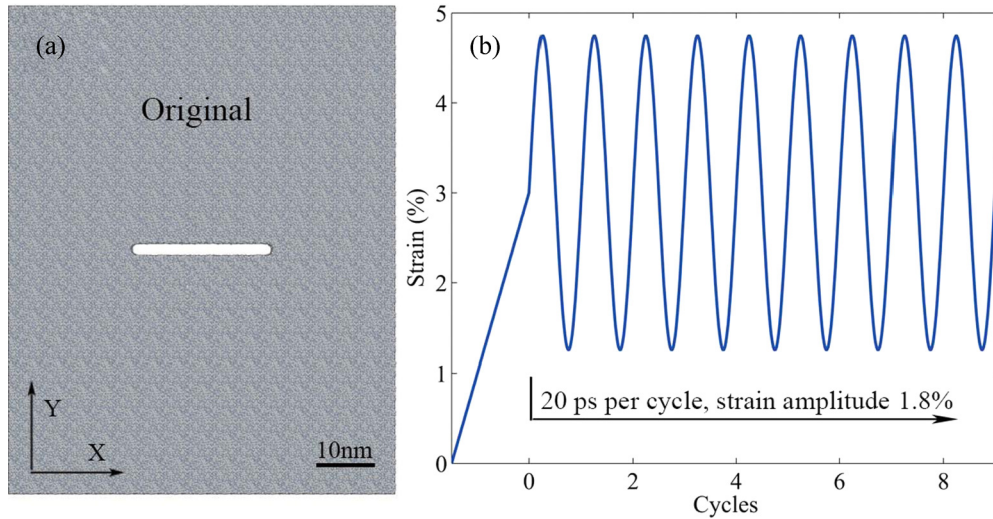 (a)
Original
Y
X
10nm
(b)
5
4
3
2
1
0
Strain (%)
20 ps per cycle, strain amplitude 1.8%
0
2
4
6
8
Cycles